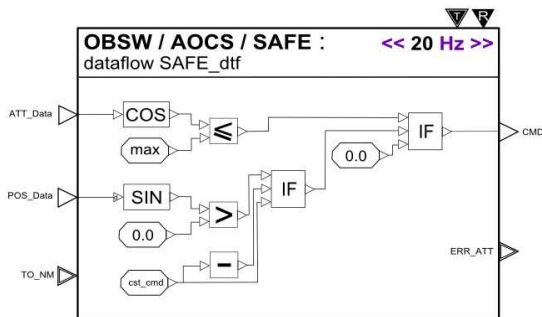 T R
OBSW / AOCS / SAFE : << 20 Hz >>
dataflow SAFE_dtf
ATT_Data COS ≤ IF CMD
max 0.0
POS_Data SIN > IF
0.0
ERR_ATT
TO_NM cst_cmd -